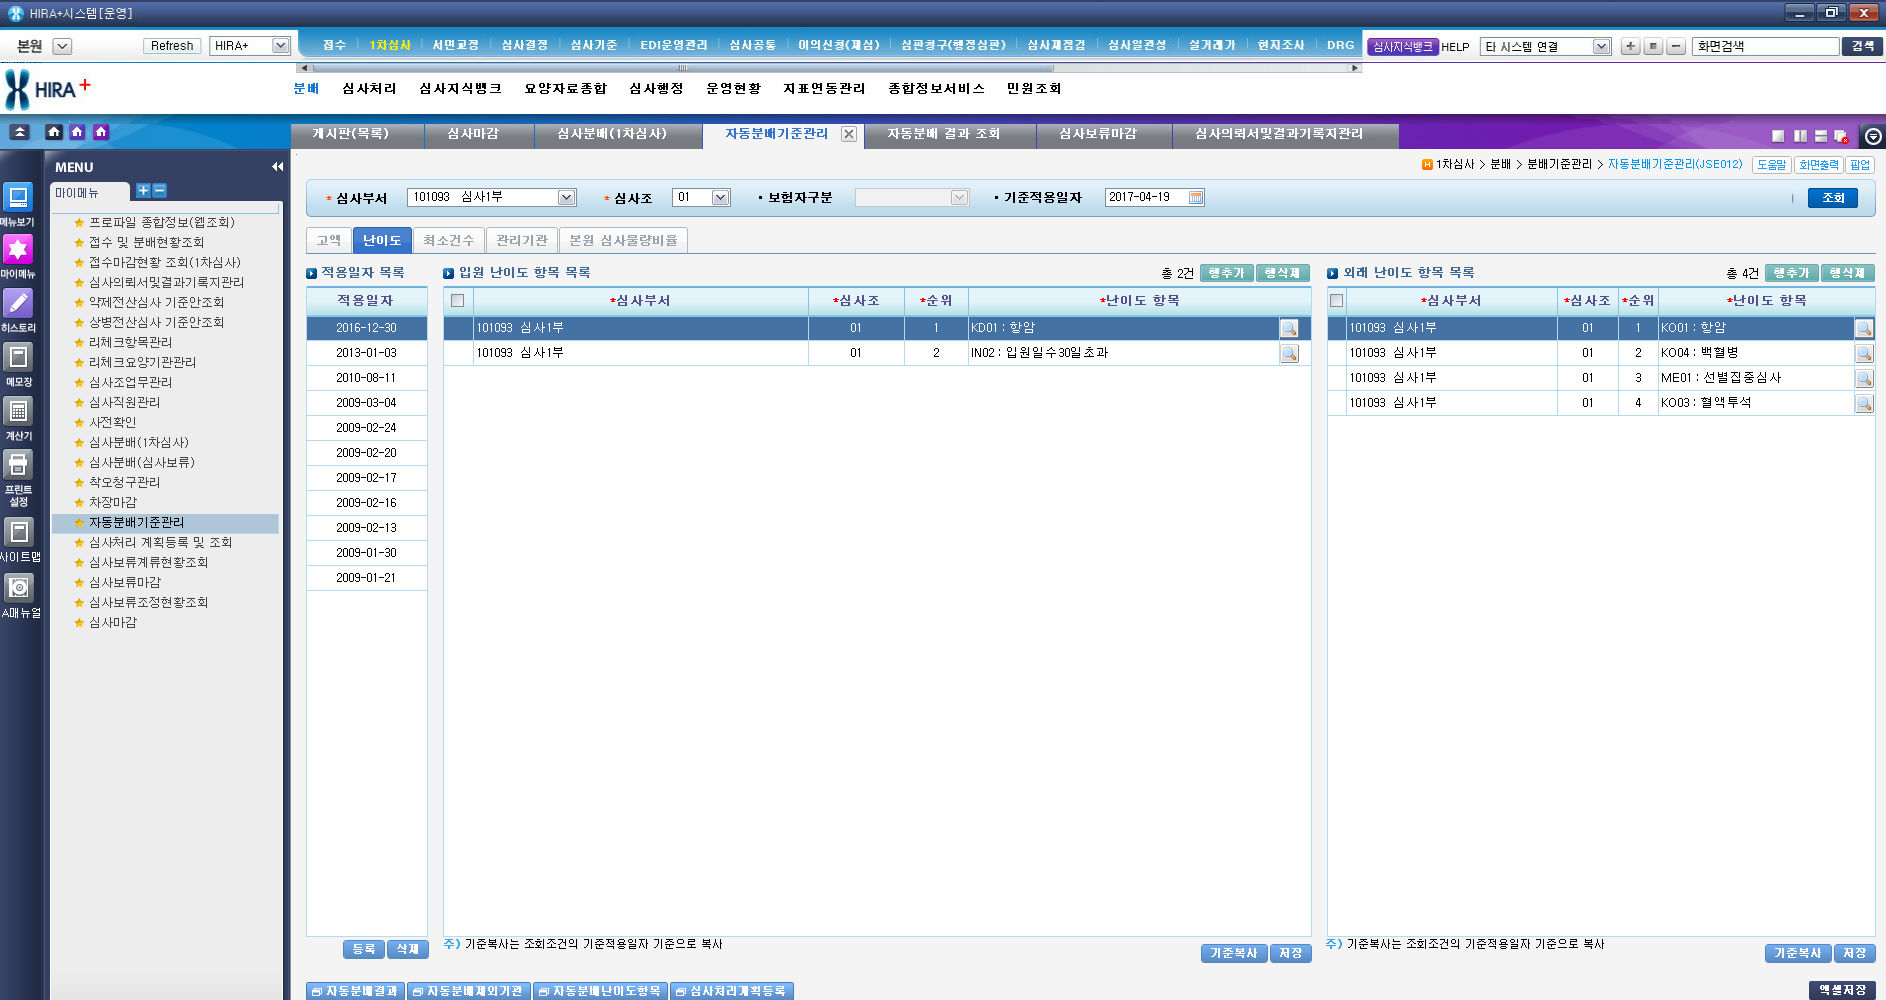 HIRA+시스템[운영]
본원 Refresh HIRA+ 접수 1차심사 서면교정 심사결정 심사기준 EDI운영관리 심사공통 이의신청(재심) 심판청구(행정심판) 심사재점검 심사일관성 실거래가 현지조사 DRG 심사지식뱅크 HELP 타 시스템 연결 화면검색 검색
HIRA+ 분배 심사처리 심사지식뱅크 요양자료종합 심사행정 운영현황 지표연동관리 종합정보서비스 민원조회
게시판(목록) 심사마감 심사분배(1차심사) 자동분배기준관리 자동분배 결과 조회 심사보류마감 심사의뢰서및결과기록지관리
MENU
마이메뉴
1차심사 > 분배 > 분배기준관리 > 자동분배기준관리(JSE012) 도움말 화면출력 팝업
메뉴보기
마이메뉴
히스토리
메모장
계산기
프린트
설정
사이트맵
A매뉴얼
프로파일 종합정보(웹조회)
접수 및 분배현황조회
접수마감현황 조회(1차심사)
심사의뢰서및결과기록지관리
약제전산심사 기준안조회
상병전산심사 기준안조회
리체크항목관리
리체크요양기관관리
심사조업무관리
심사직원관리
사전확인
심사분배(1차심사)
심사분배(심사보류)
착오청구관리
차장마감
자동분배기준관리
심사처리 계획등록 및 조회
심사보류계류현황조회
심사보류마감
심사보류조정현황조회
심사마감
* 심사부서 101093 심사1부 * 심사조 01 · 보험자구분 · 기준적용일자 2017-04-19 조회
고액 난이도 최소건수 관리기관 본원 심사물량비율
적용일자 목록
적용일자
2016-12-30
2013-01-03
2010-08-11
2009-03-04
2009-02-24
2009-02-20
2009-02-17
2009-02-16
2009-02-13
2009-01-30
2009-01-21
등록 삭제
입원 난이도 항목 목록 총 2건 행추가 행삭제
*심사부서 *심사조 *순위 *난이도 항목
101093 심사1부 01 1 KD01 : 항암
101093 심사1부 01 2 IN02 : 입원일수30일초과
주) 기준복사는 조회조건의 기준적용일자 기준으로 복사
기준복사 저장
외래 난이도 항목 목록 총 4건 행추가 행삭제
*심사부서 *심사조 *순위 *난이도 항목
101093 심사1부 01 1 KO01 : 항암
101093 심사1부 01 2 KO04 : 백혈병
101093 심사1부 01 3 ME01 : 선별집중심사
101093 심사1부 01 4 KO03 : 혈액투석
주) 기준복사는 조회조건의 기준적용일자 기준으로 복사
기준복사 저장
자동분배결과 자동분배제외기관 자동분배난이도항목 심사처리계획등록 엑셀저장